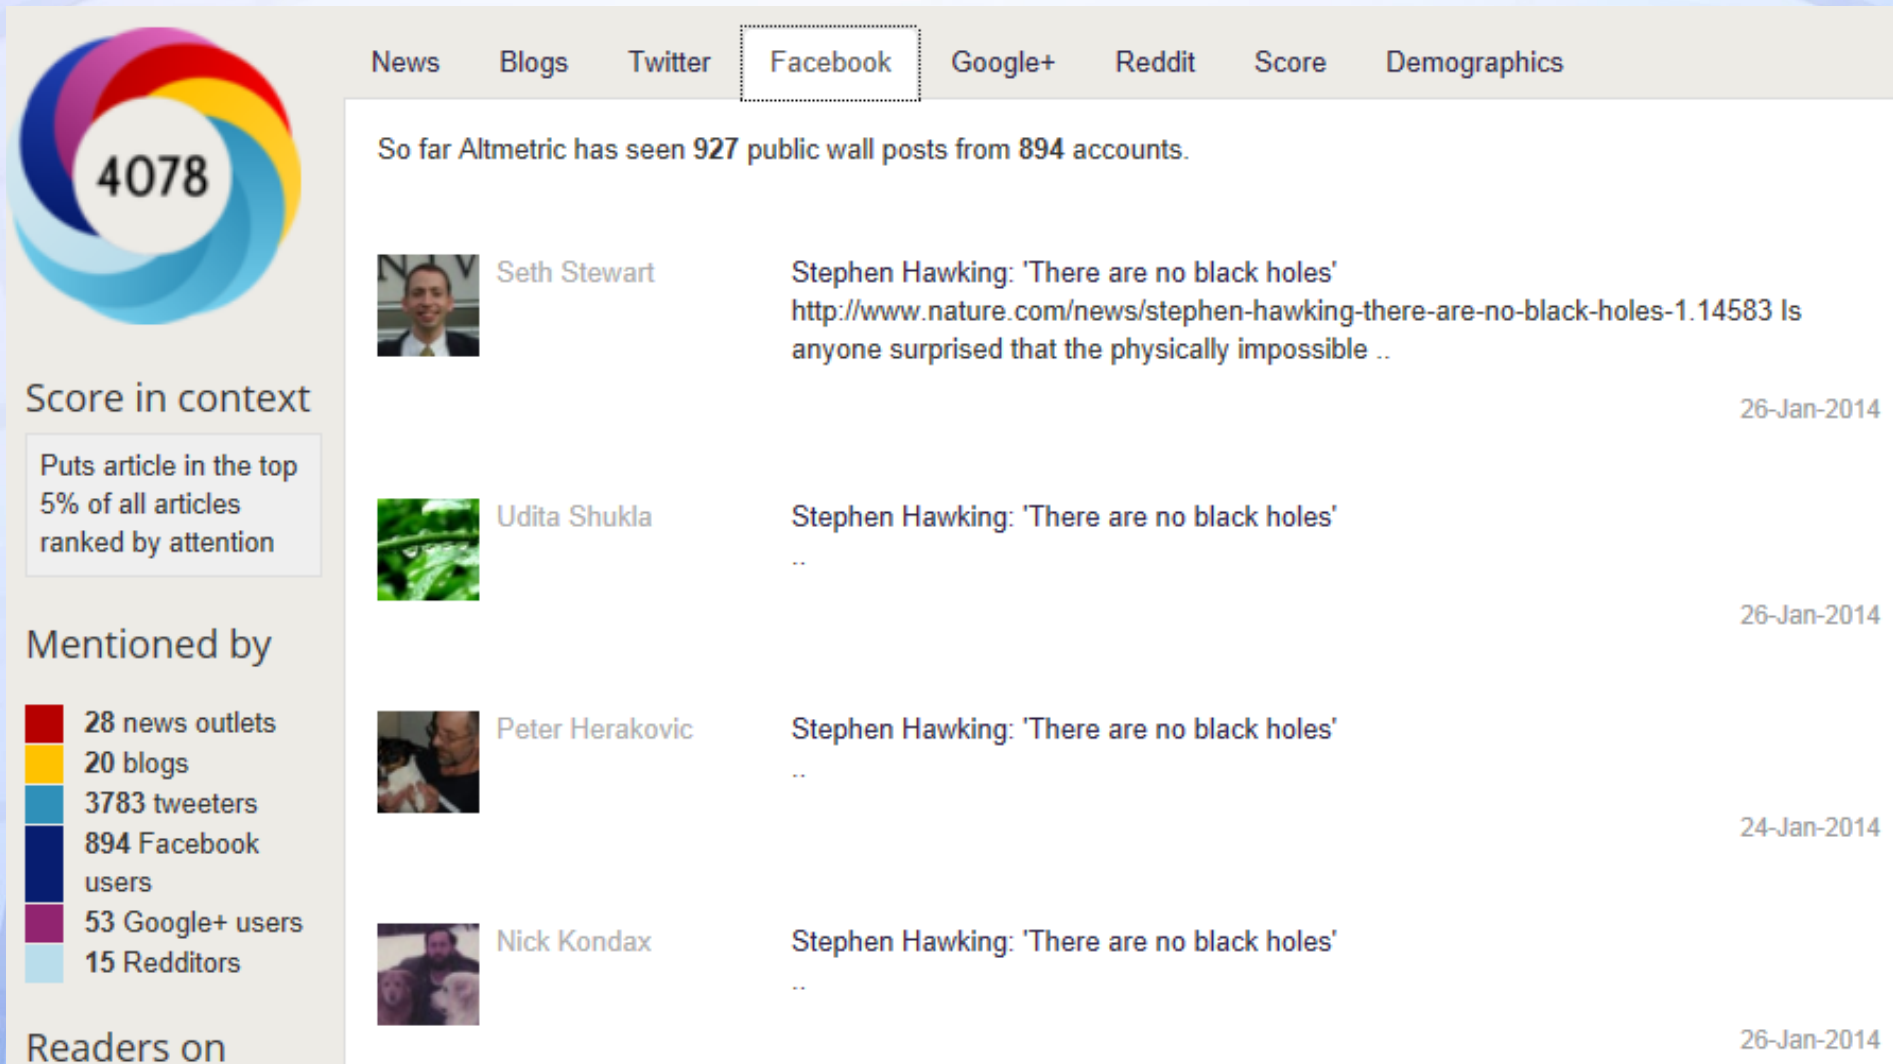 4078
Score in context
Puts article in the top
5% of all articles
ranked by attention
Mentioned by
28 news outlets
20 blogs
3783 tweeters
894 Facebook
users
53 Google+ users
15 Redditors
Readers on
News Blogs Twitter Facebook Google+ Reddit Score Demographics
So far Altmetric has seen 927 public wall posts from 894 accounts.
Seth Stewart
Stephen Hawking: 'There are no black holes'
http://www.nature.com/news/stephen-hawking-there-are-no-black-holes-1.14583 Is
anyone surprised that the physically impossible ..
26-Jan-2014
Udita Shukla
Stephen Hawking: 'There are no black holes'
..
26-Jan-2014
Peter Herakovic
Stephen Hawking: 'There are no black holes'
..
24-Jan-2014
Nick Kondax
Stephen Hawking: 'There are no black holes'
..
26-Jan-2014